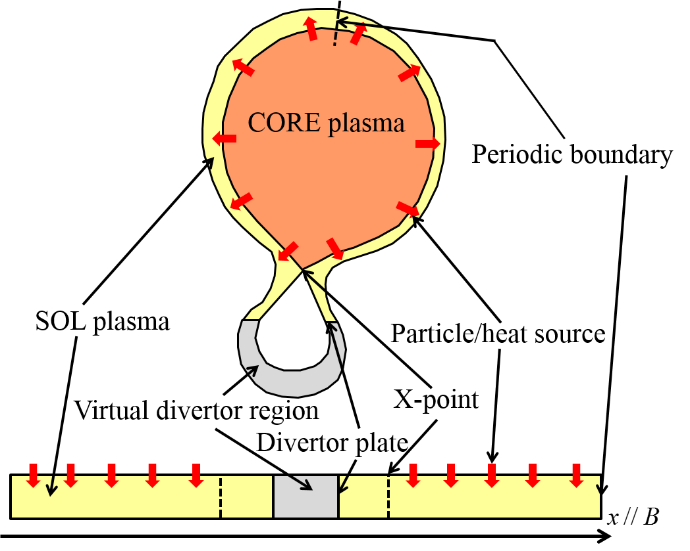 CORE plasma
Periodic boundary
SOL plasma
Particle/heat source
X-point
Virtual divertor region
Divertor plate
x // B